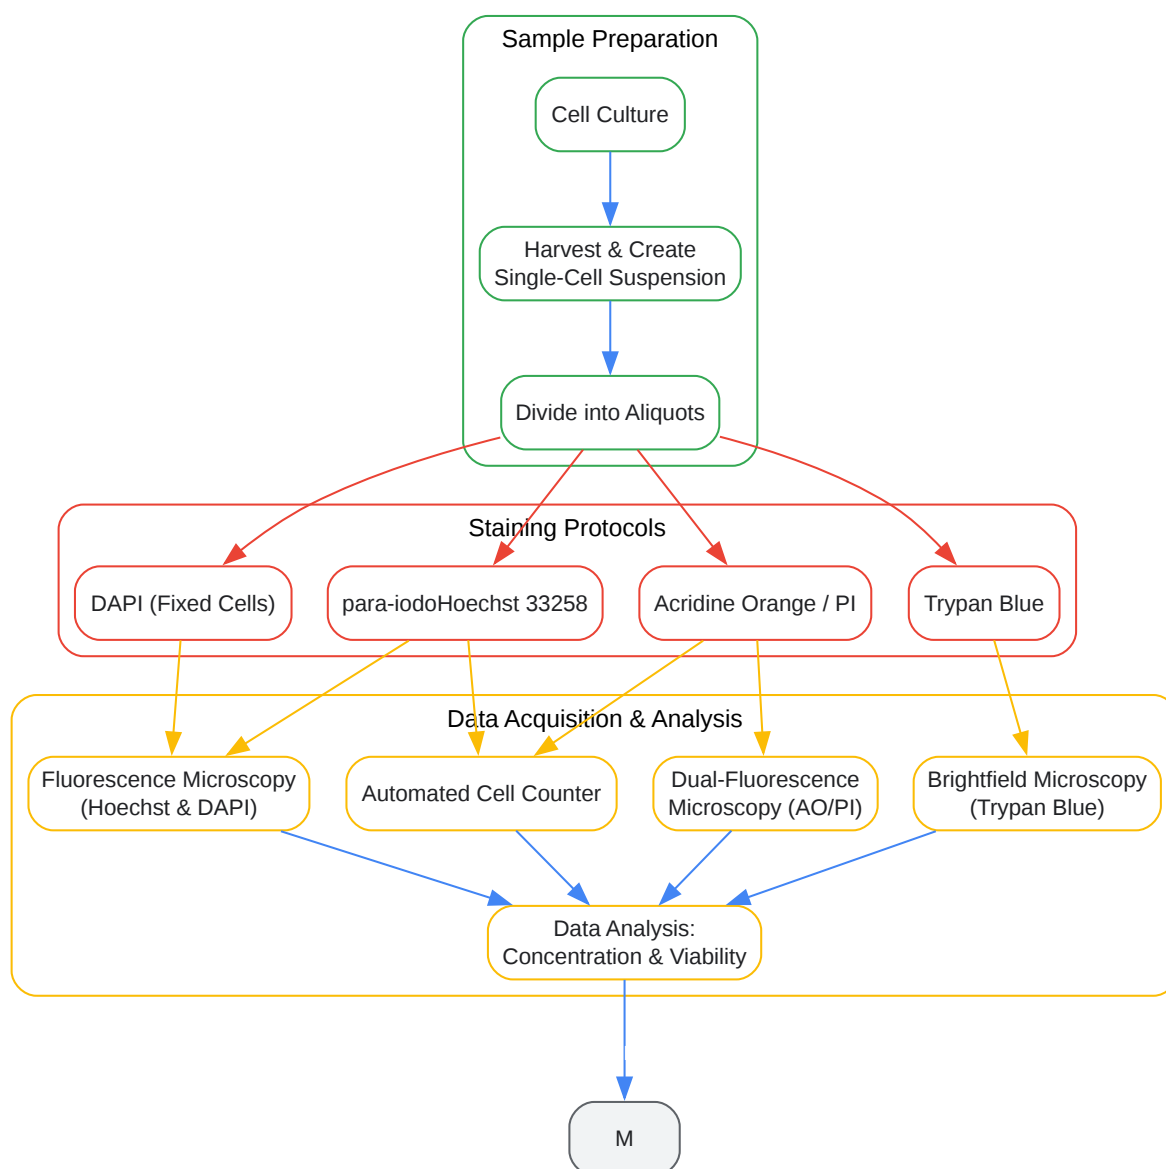 Sample Preparation
Cell Culture
Harvest & Create
Single-Cell Suspension
Divide into Aliquots
Staining Protocols
DAPI (Fixed Cells)
para-iodoHoechst 33258
Acridine Orange / PI
Trypan Blue
Data Acquisition & Analysis
Fluorescence Microscopy
(Hoechst & DAPI)
Automated Cell Counter
Dual-Fluorescence
Microscopy (AO/PI)
Brightfield Microscopy
(Trypan Blue)
Data Analysis:
Concentration & Viability
M